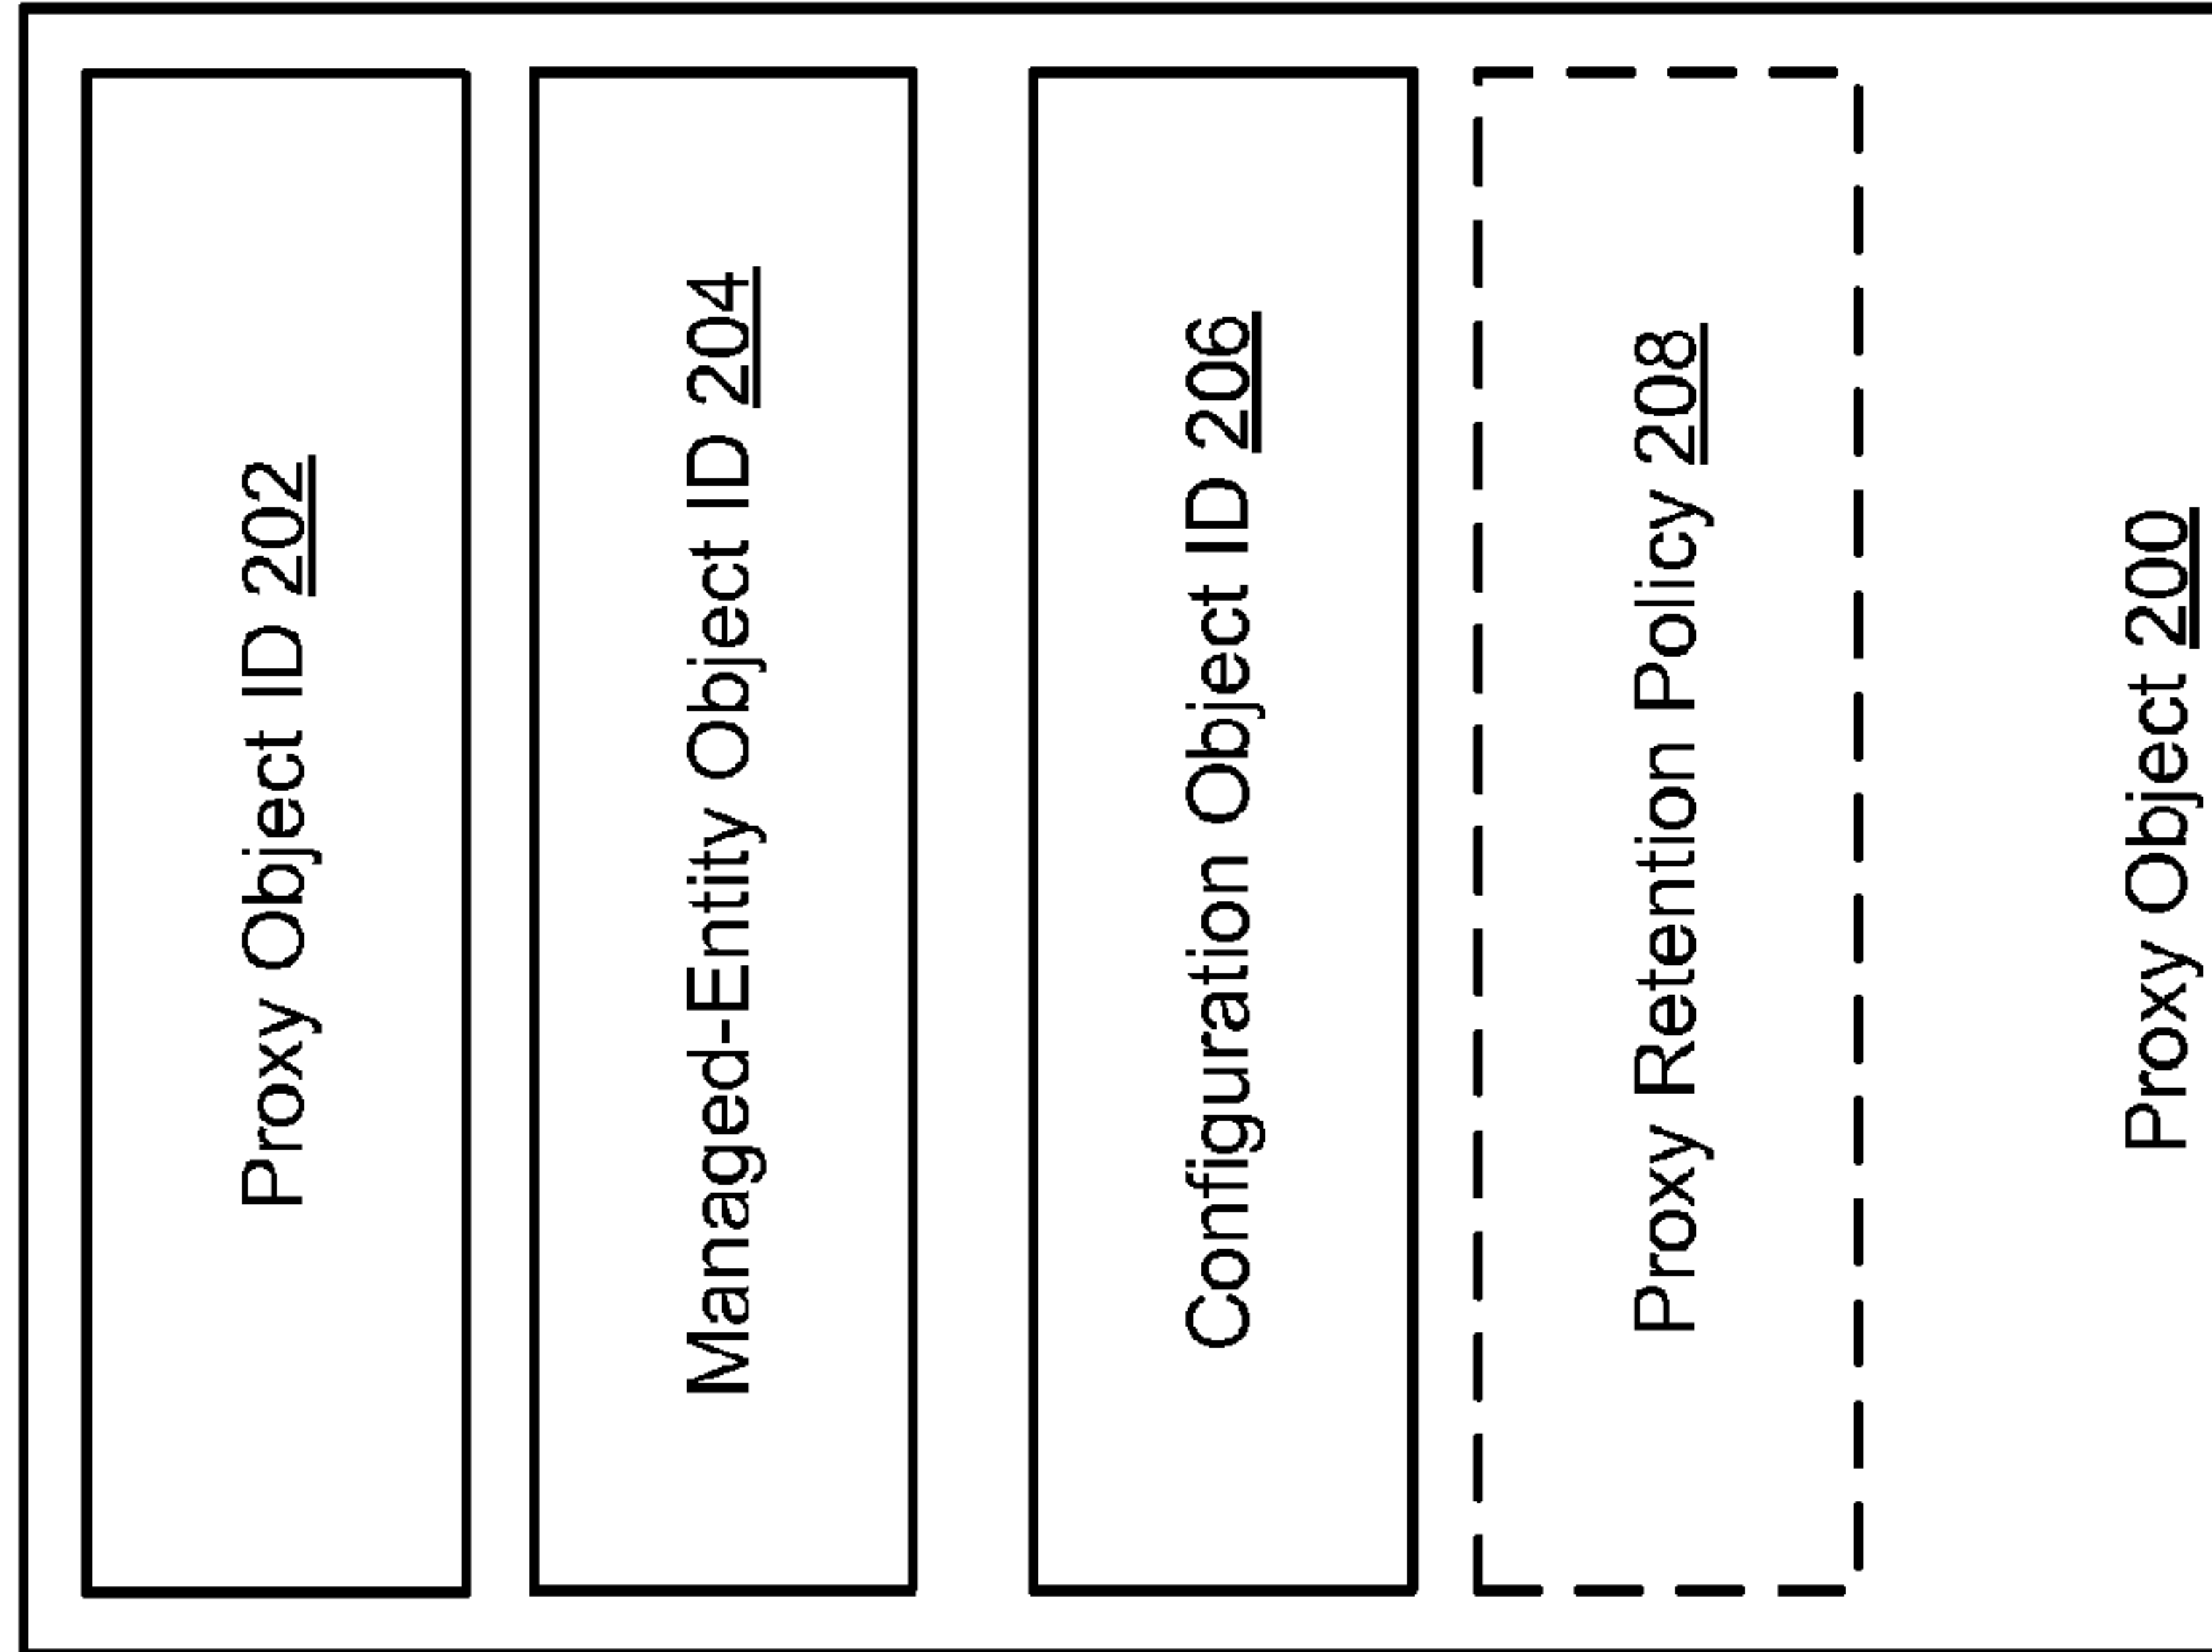 Proxy Object ID 202
Managed-Entity Object ID 204
Configuration Object ID 206
Proxy Retention Policy 208
Proxy Object 200